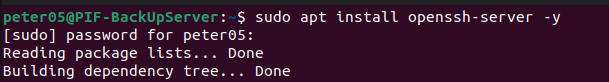 peter05@PIF-BackUpServer:~$ sudo apt install openssh-server -y
[sudo] password for peter05:
Reading package lists... Done
Building dependency tree... Done